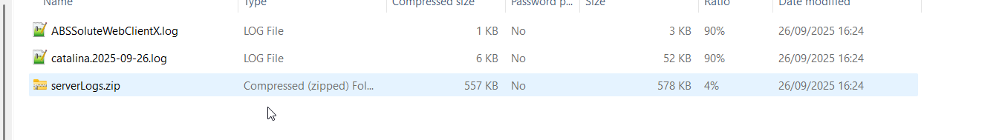 Name Type Compressed size Password p... Size Ratio Date modified
ABSSoluteWebClientX.log LOG File 1 KB No 3 KB 90% 26/09/2025 16:24
catalina.2025-09-26.log LOG File 6 KB No 52 KB 90% 26/09/2025 16:24
serverLogs.zip Compressed (zipped) Fol... 557 KB No 578 KB 4% 26/09/2025 16:24